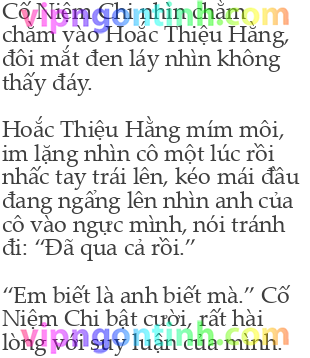 Cố Niệm Chi nhìn chằm
chằm vào Hoắc Thiệu Hằng,
đôi mắt đen láy nhìn không
thấy đáy.
Hoắc Thiệu Hằng mím môi,
im lặng nhìn cô một lúc rồi
nhấc tay trái lên, kéo mái đầu
đang ngẩng lên nhìn anh của
cô vào ngực mình, nói tránh
đi: “Đã qua cả rồi.”
“Em biết là anh biết mà.” Cố
Niệm Chi bật cười, rất hài
lòng với suy luận của mình.
vipngontinh.com
vipngontinh.com